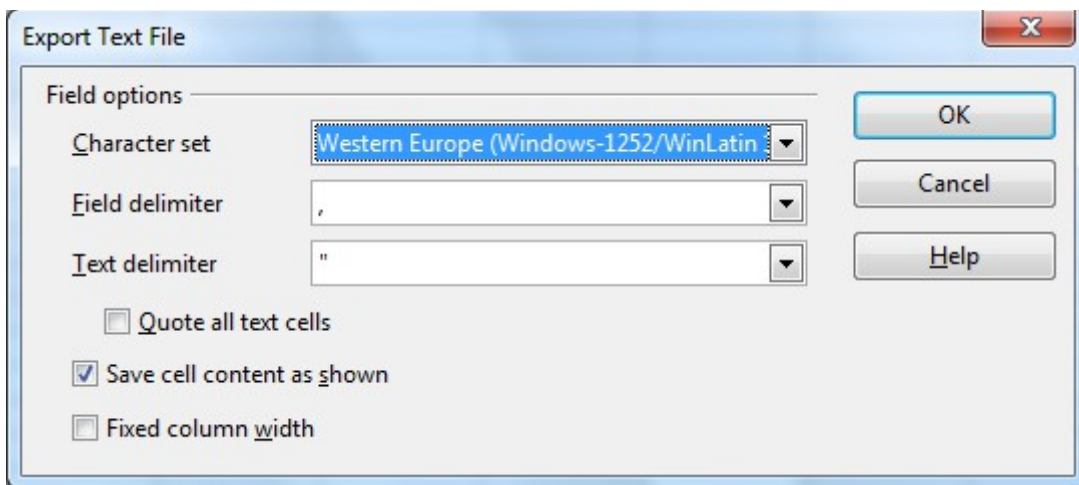 Export Text File
Field options
OK
Character set Western Europe (Windows-1252/WinLatin
Cancel
Field delimiter ,
Text delimiter "
Help
Quote all text cells
Save cell content as shown
Fixed column width